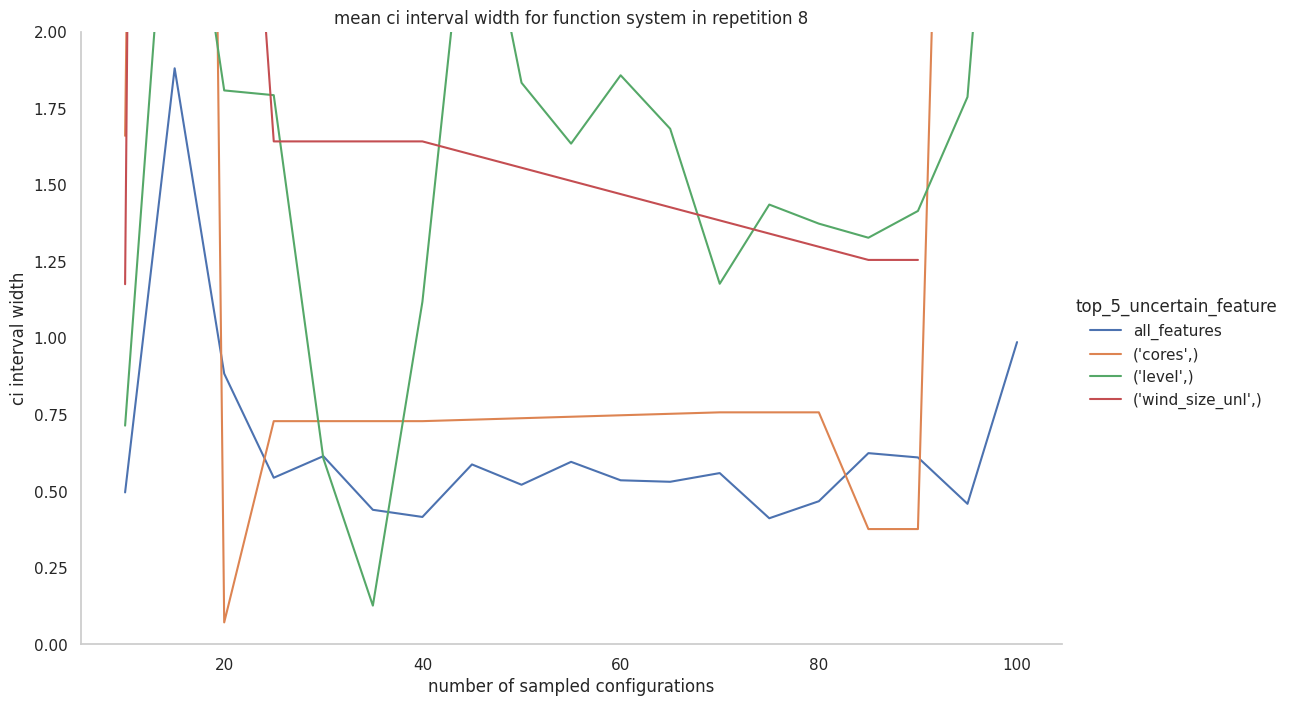 mean ci interval width for function system in repetition 8
2.00
1.75
1.50
1.25
1.00
0.75
0.50
0.25
0.00
ci interval width
20
40
60
80
100
number of sampled configurations
top_5_uncertain_feature
all_features
('cores',)
('level',)
('wind_size_unl',)